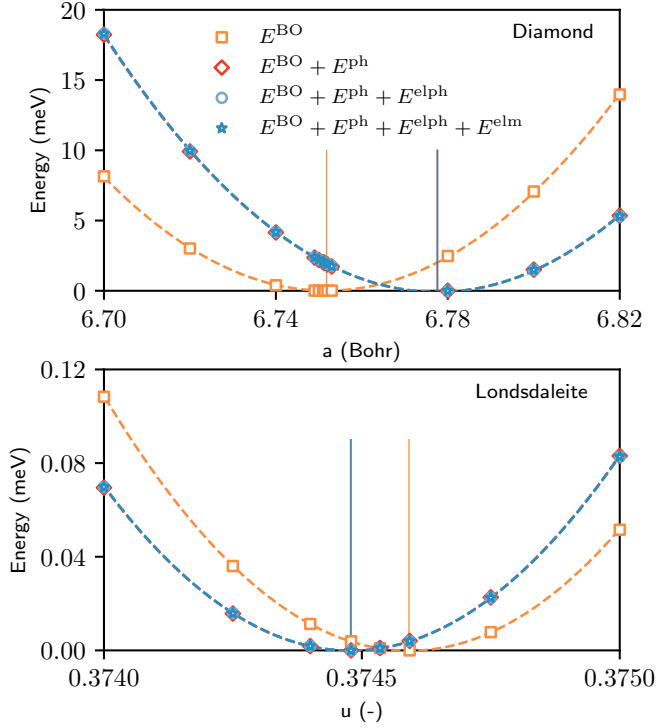 20
15
10
5
0
Energy (meV)
E^BO
E^BO + E^ph
E^BO + E^ph + E^elph
E^BO + E^ph + E^elph + E^elm
Diamond
6.70 6.74 6.78 6.82
a (Bohr)
0.12
0.08
0.04
0.00
Energy (meV)
Londsdaleite
0.3740 0.3745 0.3750
u (-)